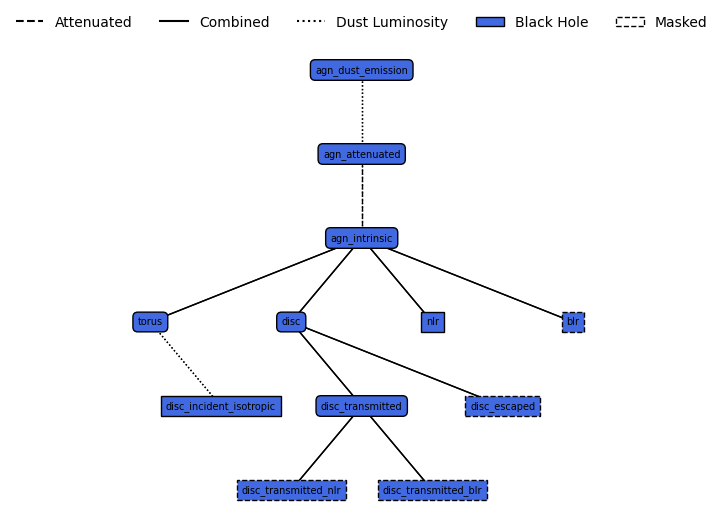 Attenuated Combined Dust Luminosity Black Hole Masked
agn_dust_emission
agn_attenuated
agn_intrinsic
torus disc nlr blr
disc_incident_isotropic disc_transmitted disc_escaped
disc_transmitted_nlr disc_transmitted_blr